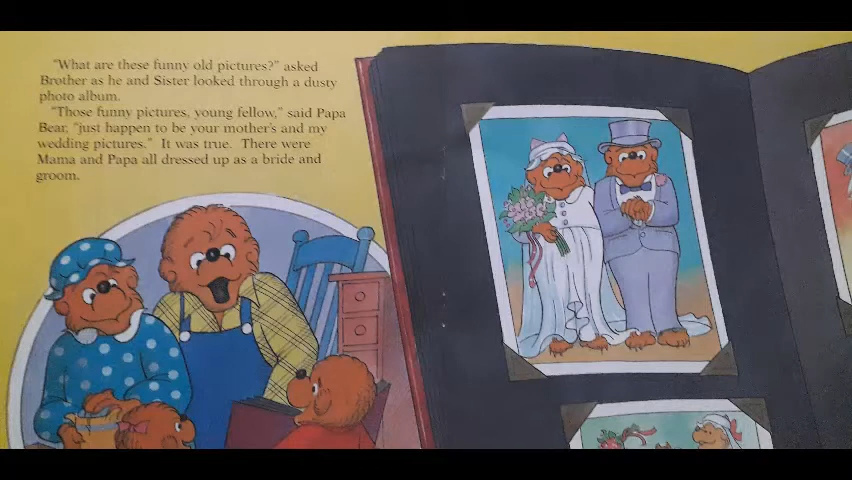 "What are these funny old pictures?" asked
Brother as he and Sister looked through a dusty
photo album.
"Those funny pictures, young fellow," said Papa
Bear, "just happen to be your mother's and my
wedding pictures." It was true. There were
Mama and Papa all dressed up as a bride and
groom.